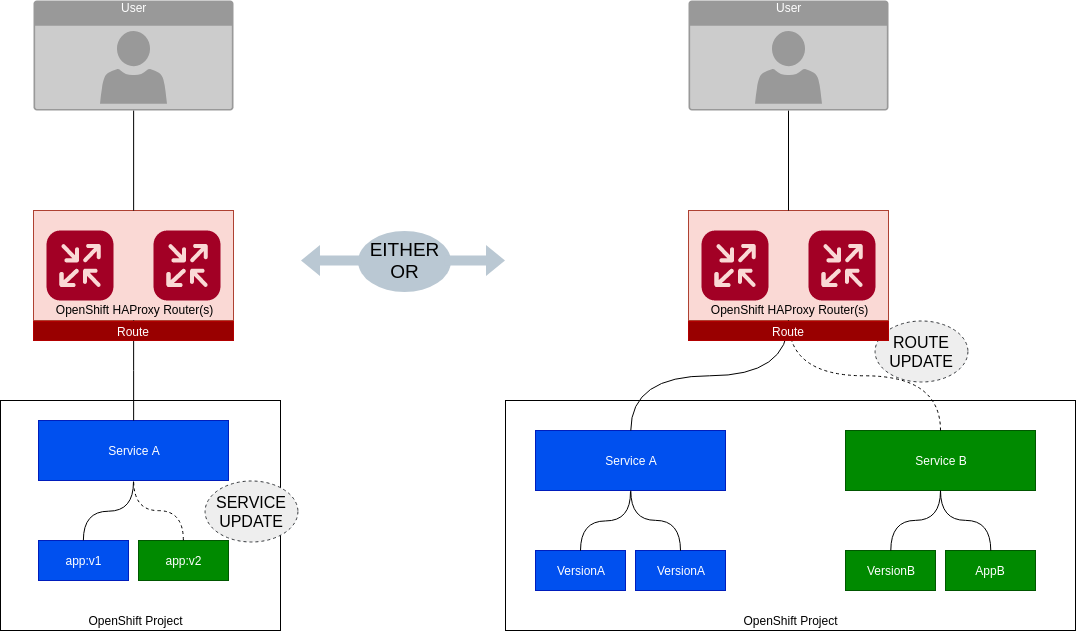 User
OpenShift HAProxy Router(s)
Route
Service A
SERVICE
UPDATE
app:v1
app:v2
OpenShift Project
EITHER
OR
User
OpenShift HAProxy Router(s)
Route
ROUTE
UPDATE
Service A
Service B
VersionA
VersionA
VersionB
AppB
OpenShift Project